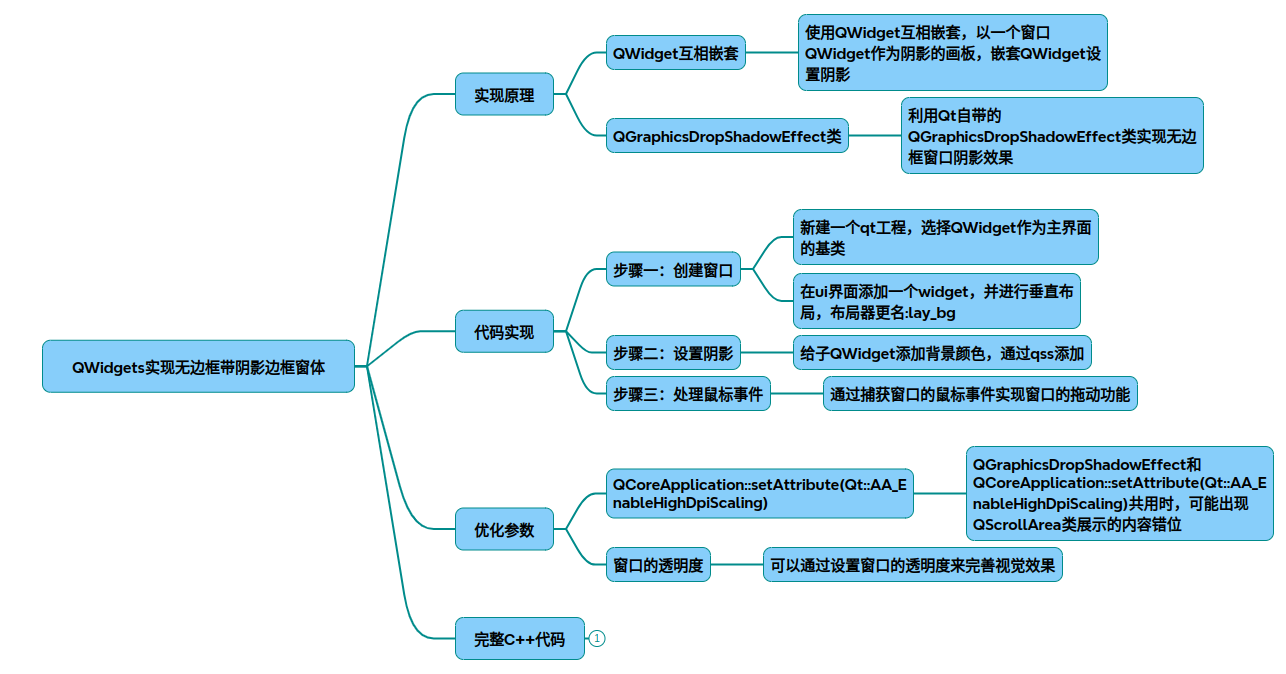 QWidgets实现无边框带阴影边框窗体
实现原理
QWidget互相嵌套
使用QWidget互相嵌套，以一个窗口
QWidget作为阴影的画板，嵌套QWidget设
置阴影
QGraphicsDropShadowEffect类
利用Qt自带的
QGraphicsDropShadowEffect类实现无边
框窗口阴影效果
代码实现
步骤一：创建窗口
新建一个qt工程，选择QWidget作为主界面
的基类
在ui界面添加一个widget，并进行垂直布
局，布局器更名:lay_bg
步骤二：设置阴影
给子QWidget添加背景颜色，通过qss添加
步骤三：处理鼠标事件
通过捕获窗口的鼠标事件实现窗口的拖动功能
优化参数
QCoreApplication::setAttribute(Qt::AA_E
nableHighDpiScaling)
QGraphicsDropShadowEffect和
QCoreApplication::setAttribute(Qt::AA_E
nableHighDpiScaling)共用时，可能出现
QScrollArea类展示的内容错位
窗口的透明度
可以通过设置窗口的透明度来完善视觉效果
完整C++代码
1